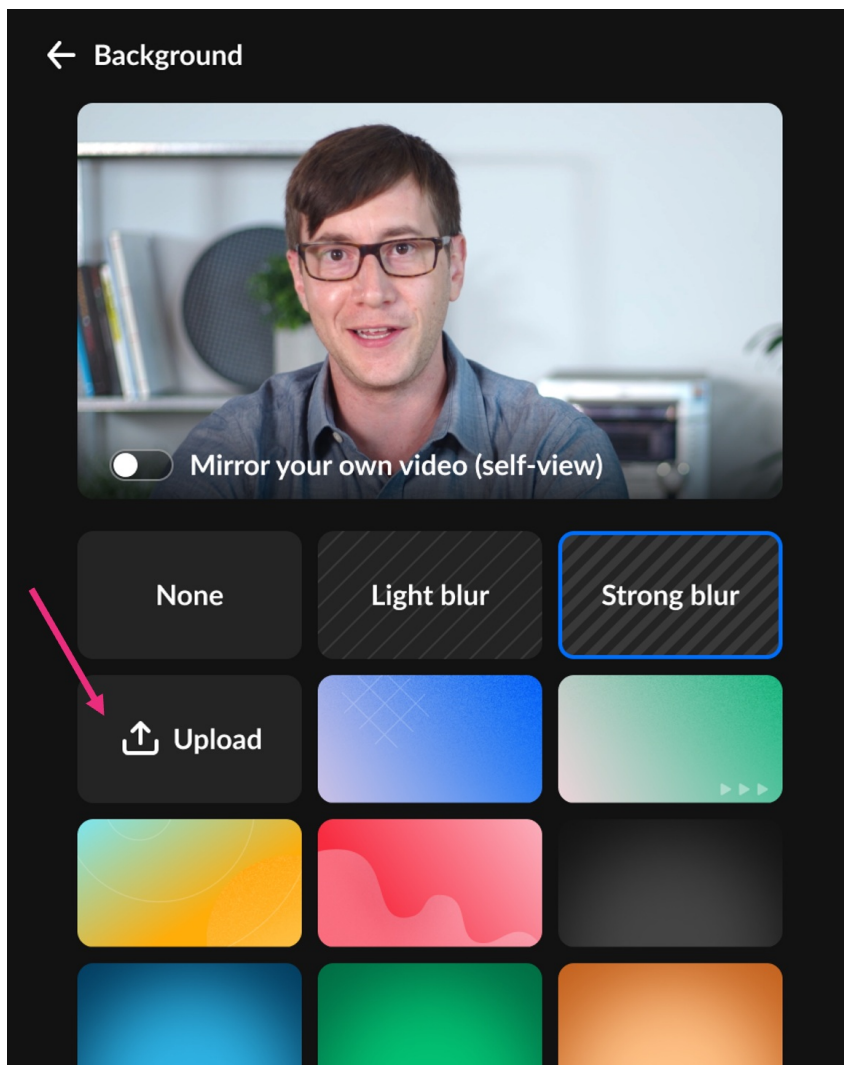 Background
Mirror your own video (self-view)
None
Light blur
Strong blur
Upload